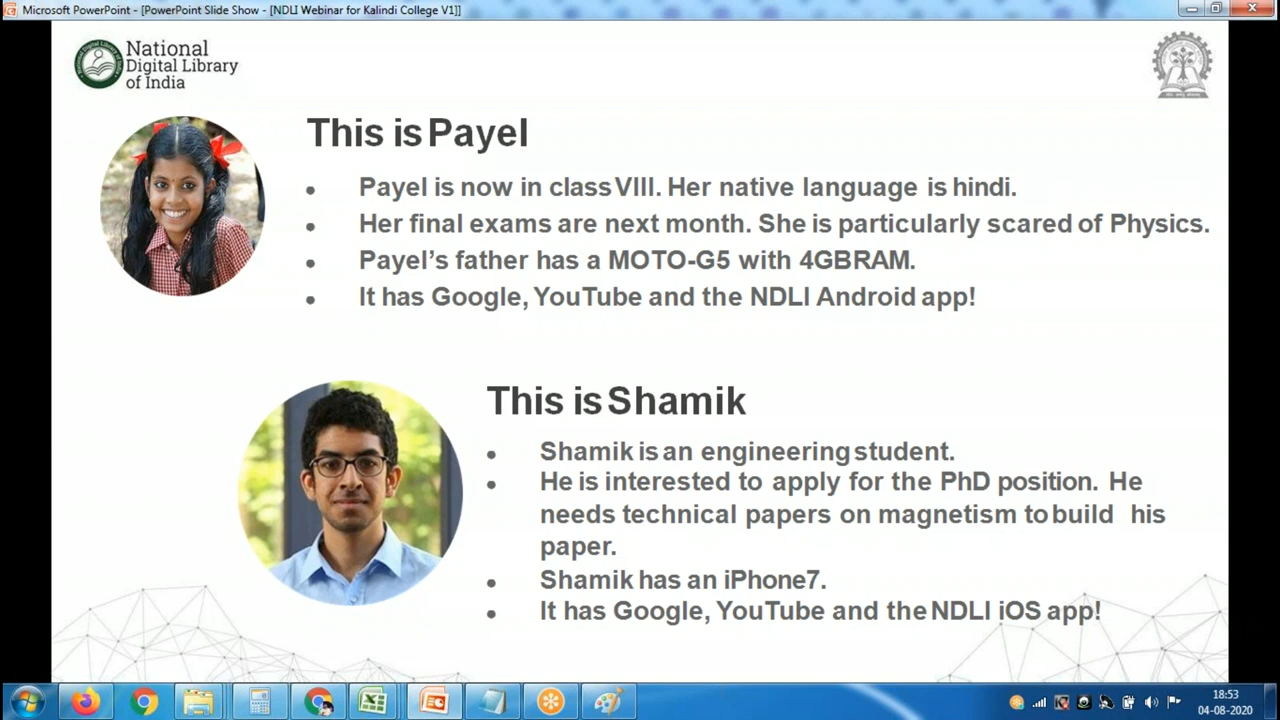 Microsoft PowerPoint - [PowerPoint Slide Show - [NDLI Webinar for Kalindi College V1]]
National
Digital Library
of India
This is Payel
Payel is now in class VIII. Her native language is hindi.
Her final exams are next month. She is particularly scared of Physics.
Payel’s father has a MOTO-G5 with 4GBRAM.
It has Google, YouTube and the NDLI Android app!
This is Shamik
Shamik is an engineering student.
He is interested to apply for the PhD position. He
needs technical papers on magnetism to build his
paper.
Shamik has an iPhone7.
It has Google, YouTube and the NDLI iOS app!
18:53
04-08-2020